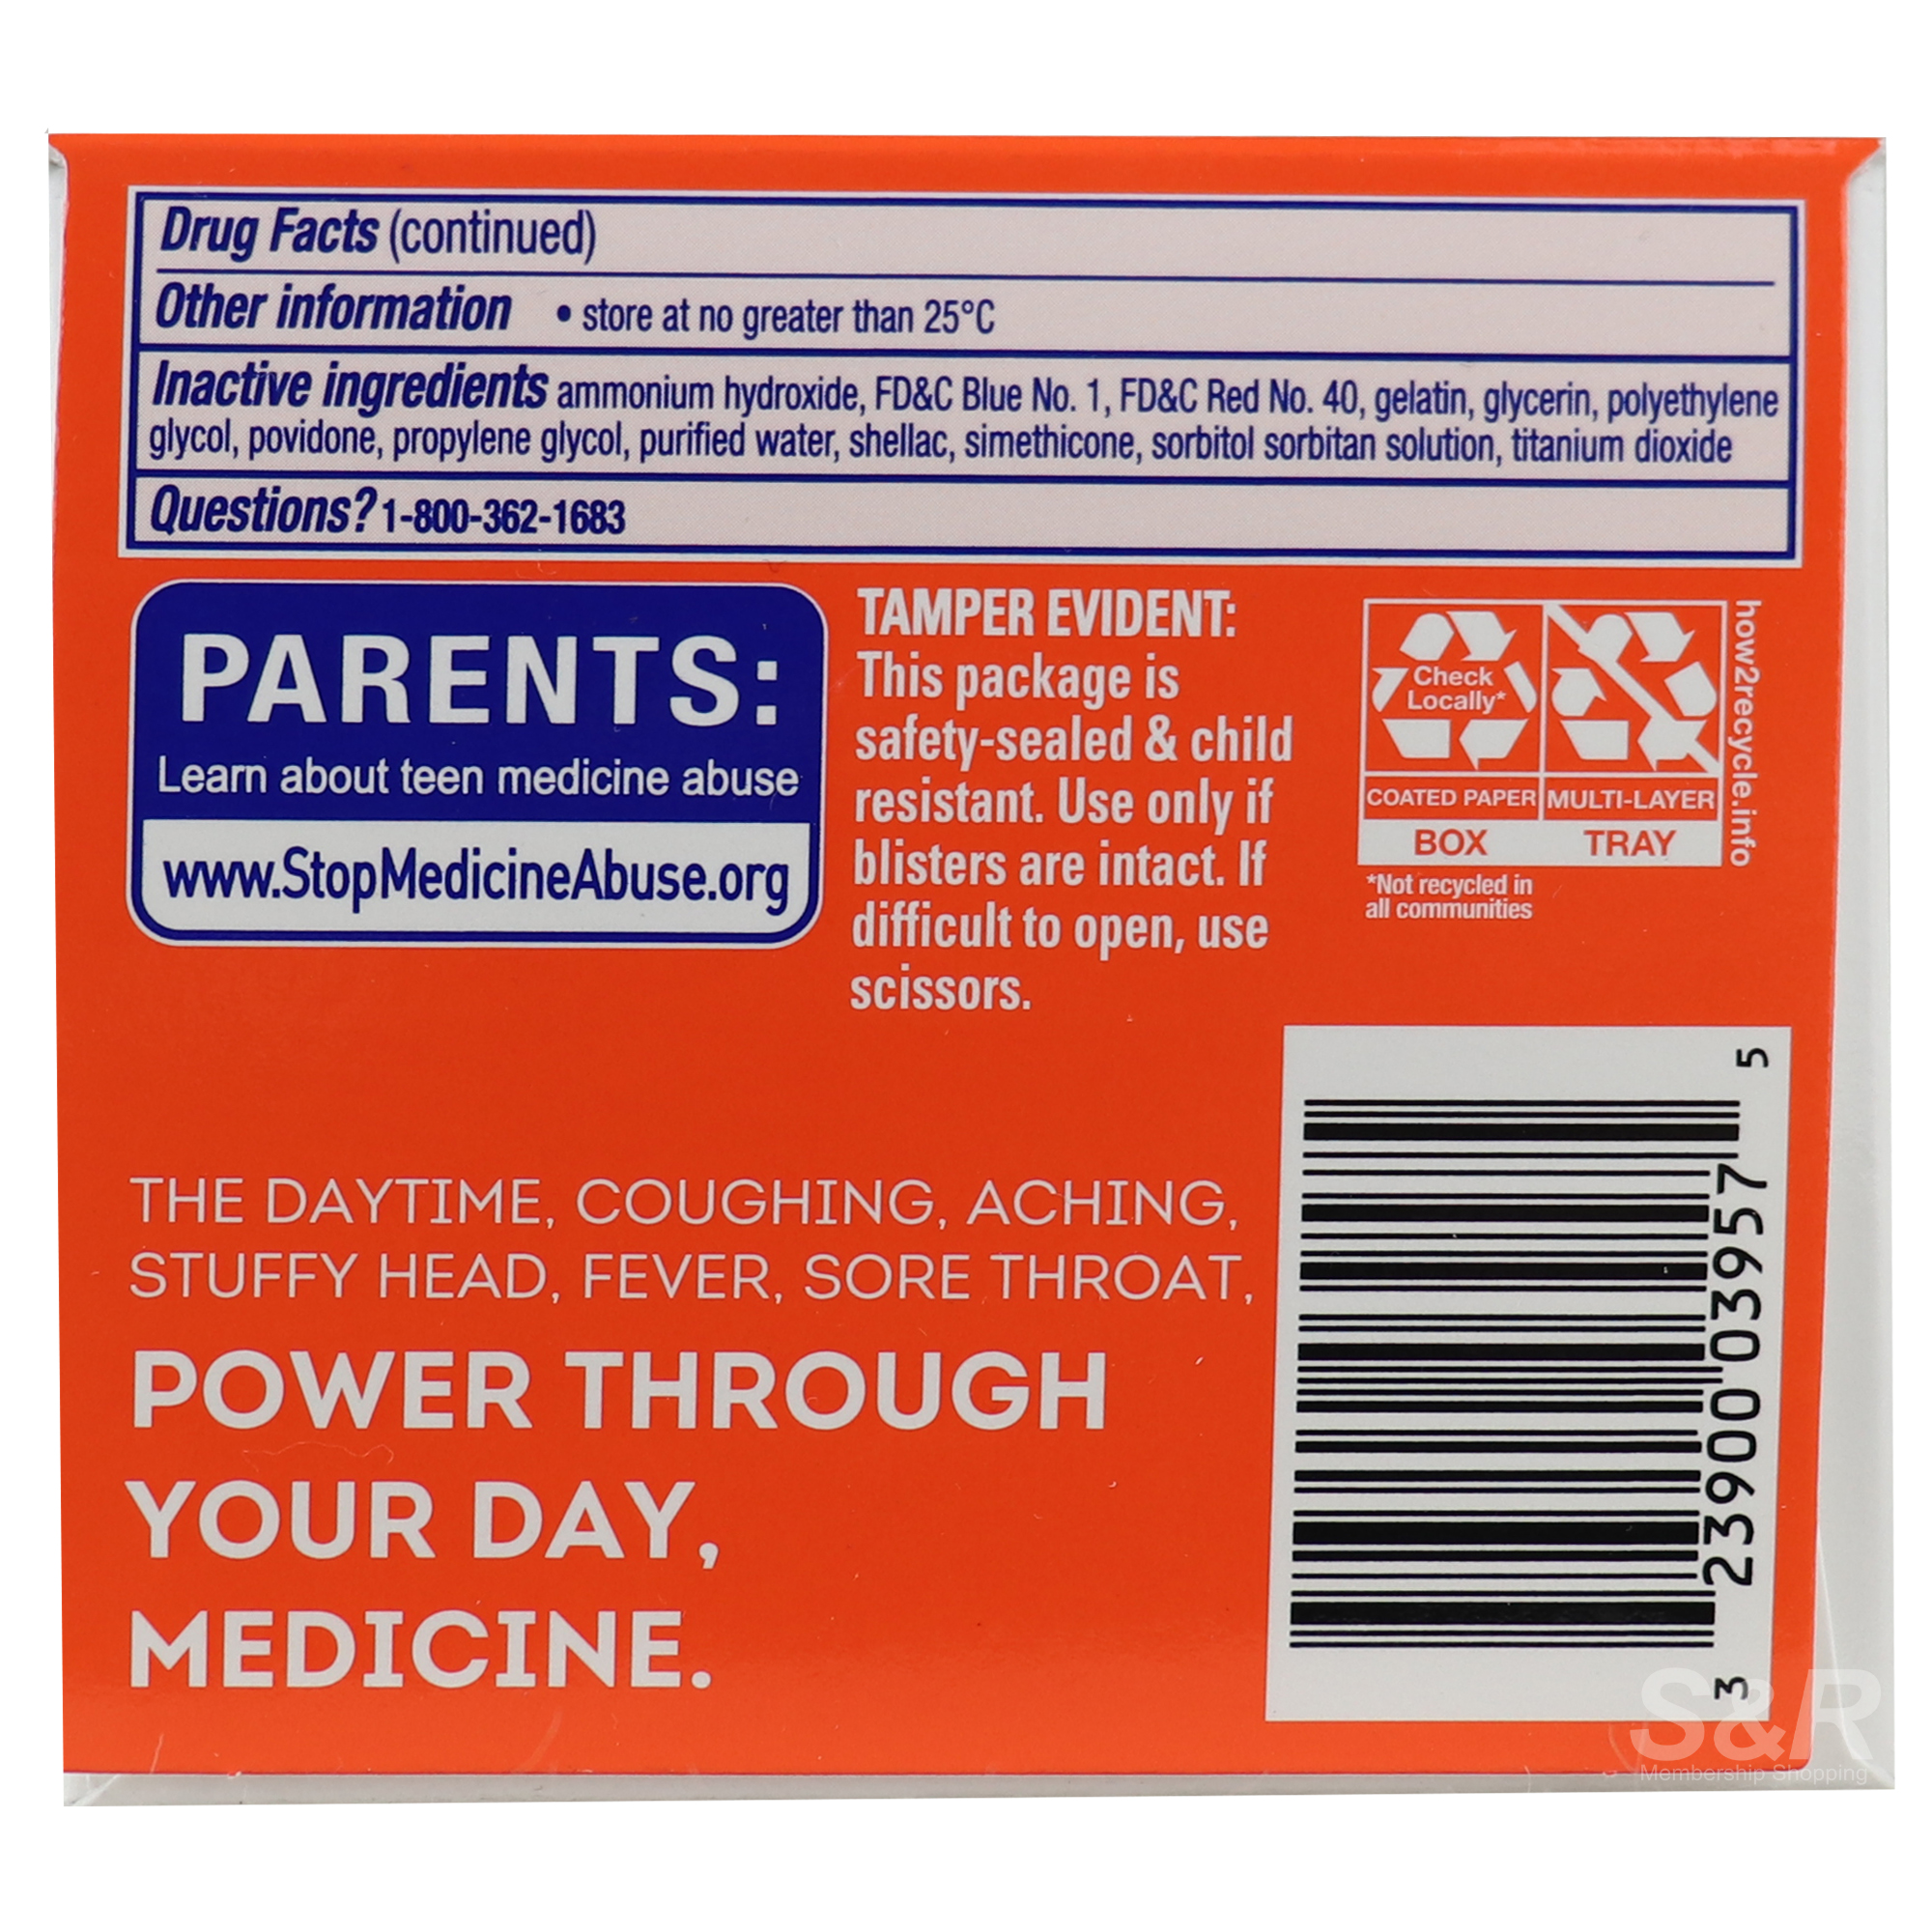 Drug Facts (continued)
Other information • store at no greater than 25°C
Inactive ingredients ammonium hydroxide, FD&C Blue No. 1, FD&C Red No. 40, gelatin, glycerin, polyethylene
glycol, povidone, propylene glycol, purified water, shellac, simethicone, sorbitol sorbitan solution, titanium dioxide
Questions? 1-800-362-1683
PARENTS:
Learn about teen medicine abuse
www.StopMedicineAbuse.org
TAMPER EVIDENT:
This package is
safety-sealed & child
resistant. Use only if
blisters are intact. If
difficult to open, use
scissors.
Check
Locally*
COATED PAPER
BOX
*Not recycled in
all communities
MULTI-LAYER
TRAY
how2recycle.info
THE DAYTIME, COUGHING, ACHING,
STUFFY HEAD, FEVER, SORE THROAT,
POWER THROUGH
YOUR DAY,
MEDICINE.
3 23900 03957 5
S&R
Membership Shopping